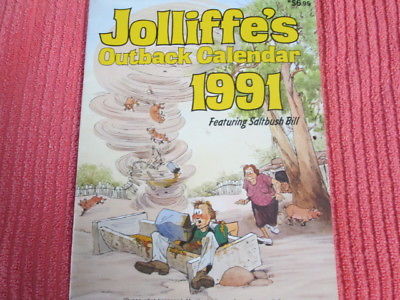 $6.95
Jolliffe's
Outback Calendar
1991
Featuring Saltbush Bill